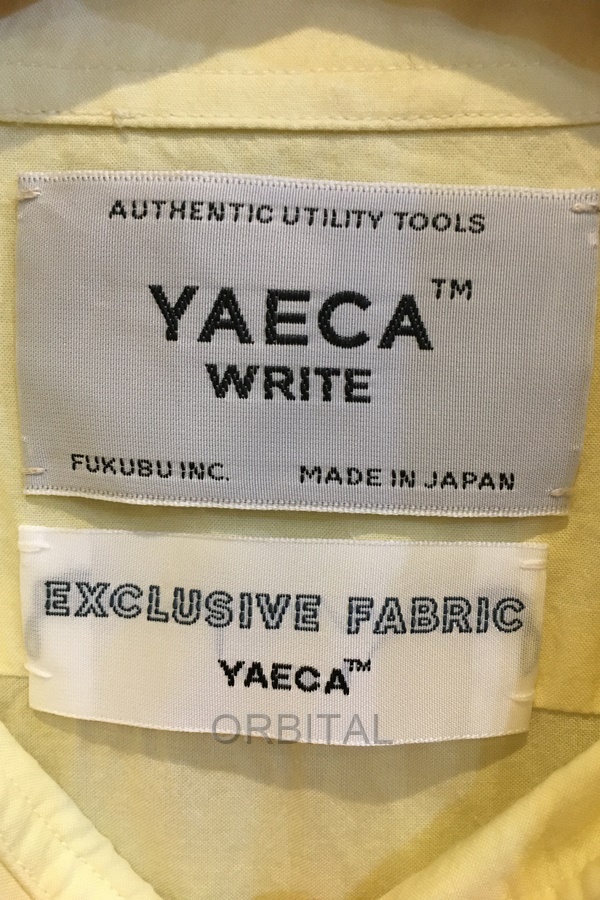 AUTHENTIC UTILITY TOOLS
YAECA™
WRITE
FUKUBU INC. MADE IN JAPAN
EXCLUSIVE FABRIC
YAECA™
ORBITAL